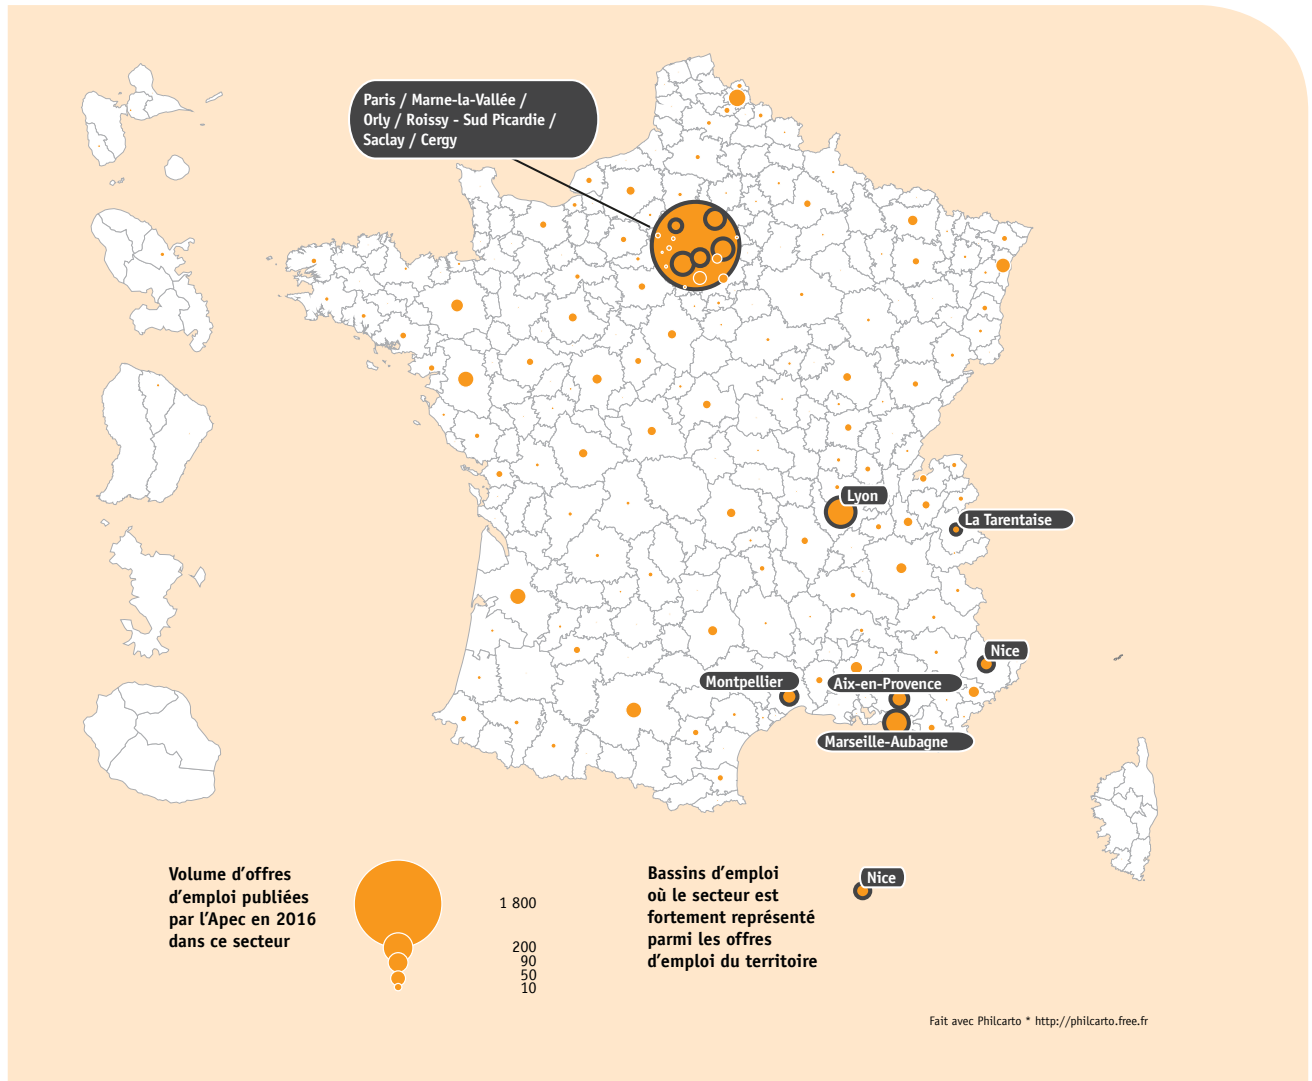 Paris / Marne-la-Vallée /
Orly / Roissy - Sud Picardie /
Saclay / Cergy
Lyon
La Tarentaise
Nice
Montpellier
Aix-en-Provence
Marseille-Aubagne
Volume d'offres
d'emploi publiées
par l'Apec en 2016
dans ce secteur
1 800
200
90
50
10
Bassins d'emploi
où le secteur est
fortement représenté
parmi les offres
d'emploi du territoire
Nice
Fait avec Philcarto * http://philcarto.free.fr